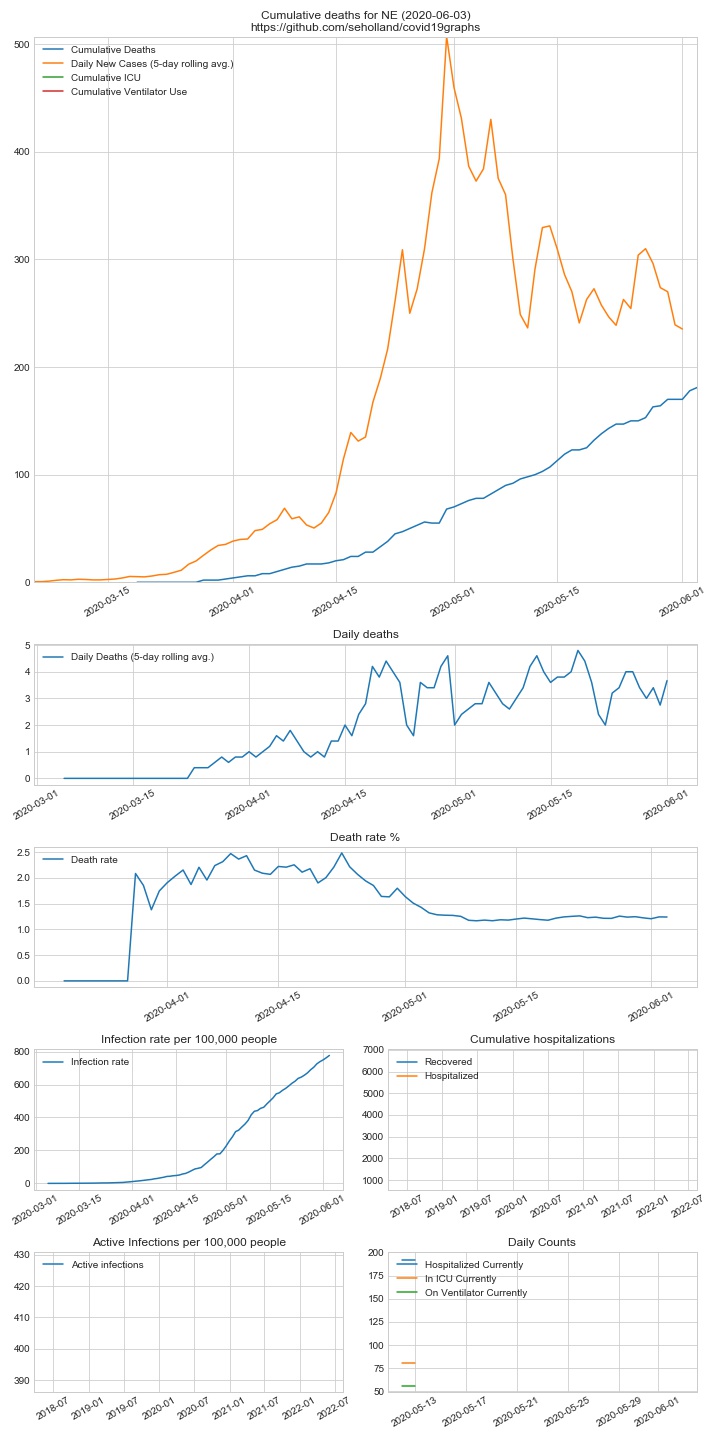 Cumulative deaths for NE (2020-06-03)
https://github.com/seholland/covid19graphs
Cumulative Deaths
Daily New Cases (5-day rolling avg.)
Cumulative ICU
Cumulative Ventilator Use
500
400
300
200
100
0
2020-03-15 2020-04-01 2020-04-15 2020-05-01 2020-05-15 2020-06-01
Daily deaths
Daily Deaths (5-day rolling avg.)
5
4
3
2
1
0
2020-03-01 2020-03-15 2020-04-01 2020-04-15 2020-05-01 2020-05-15 2020-06-01
Death rate %
Death rate
2.5
2.0
1.5
1.0
0.5
0.0
2020-04-01 2020-04-15 2020-05-01 2020-05-15 2020-06-01
Infection rate per 100,000 people
Infection rate
800
600
400
200
0
2020-03-01 2020-03-15 2020-04-01 2020-04-15 2020-05-01 2020-05-15 2020-06-01
Cumulative hospitalizations
Recovered
Hospitalized
7000
6000
5000
4000
3000
2000
1000
2018-07 2019-01 2019-07 2020-01 2020-07 2021-01 2021-07 2022-01 2022-07
Active Infections per 100,000 people
Active infections
430
420
410
400
390
2018-07 2019-01 2019-07 2020-01 2020-07 2021-01 2021-07 2022-01 2022-07
Daily Counts
Hospitalized Currently
In ICU Currently
On Ventilator Currently
200
175
150
125
100
75
50
2020-05-13 2020-05-17 2020-05-21 2020-05-25 2020-05-29 2020-06-01